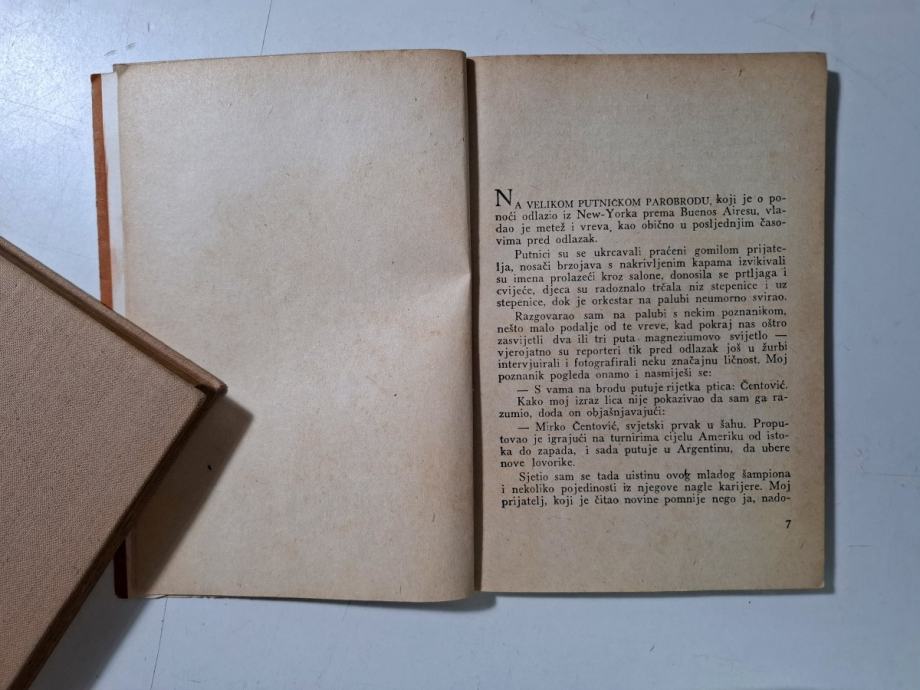 NA VELIKOM PUTNIČKOM PAROBRODU, koji je o po-
noći odlazio iz New-Yorka prema Buenos Airesu, vla-
dao je metež i vreva, kao obično u posljednjim časo-
vima pred odlazak.
Putnici su se ukrcavali praćeni gomilom prijate-
lja, nosači brzojava s nakrivljenim kapama izvikivali
su imena prolazeći kroz salone, donosila se prtljaga i
cvijeće, djeca su radoznalo trčala niz stepenice i uz
stepenice, dok je orkestar na palubi neumorno svirao.
Razgovarao sam na palubi s nekim poznanikom,
nešto malo podalje od te vreve, kad pokraj nas oštro
zasvijetli dva ili tri puta magneziumovo svijetlo —
vjerojatno su reporteri tik pred odlazak još u žurbi
intervjuirali i fotografirali neku značajnu ličnost. Moj
poznanik pogleda onamo i nasmiješi se:
— S vama na brodu putuje rijetka ptica: Čentović.
Kako moj izraz lica nije pokazivao da sam ga ra-
zumio, doda on objašnjavajući:
— Mirko Čentović, svjetski prvak u šahu. Propu-
tovao je igrajući na turnirima cijelu Ameriku od isto-
ka do zapada, i sada putuje u Argentinu, da ubere
nove lovorike.
Sjetio sam se tada uistinu ovog mladog šampiona
i nekoliko pojedinosti iz njegove nagle karijere. Moj
prijatelj, koji je čitao novine pomnije nego ja, nado-
7